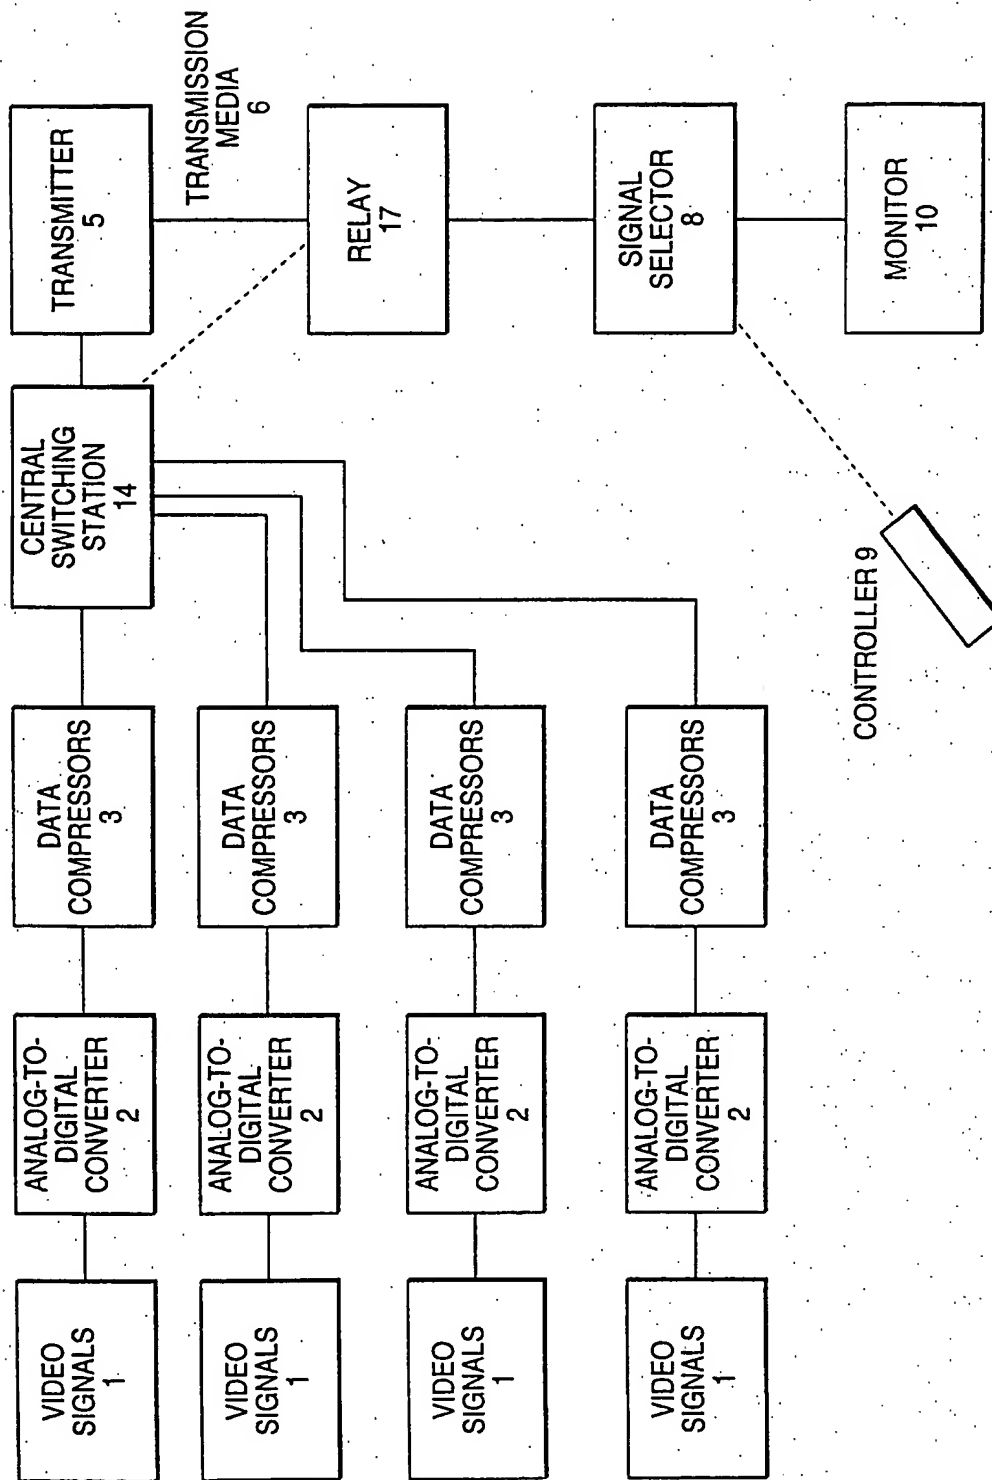 VIDEO
SIGNALS
1
ANALOG-TO-
DIGITAL
CONVERTER
2
DATA
COMPRESSORS
3
CENTRAL
SWITCHING
STATION
14
TRANSMITTER
5
VIDEO
SIGNALS
1
ANALOG-TO-
DIGITAL
CONVERTER
2
DATA
COMPRESSORS
3
TRANSMISSION
MEDIA
6
VIDEO
SIGNALS
1
ANALOG-TO-
DIGITAL
CONVERTER
2
DATA
COMPRESSORS
3
RELAY
17
VIDEO
SIGNALS
1
ANALOG-TO-
DIGITAL
CONVERTER
2
DATA
COMPRESSORS
3
SIGNAL
SELECTOR
8
CONTROLLER 9
MONITOR
10